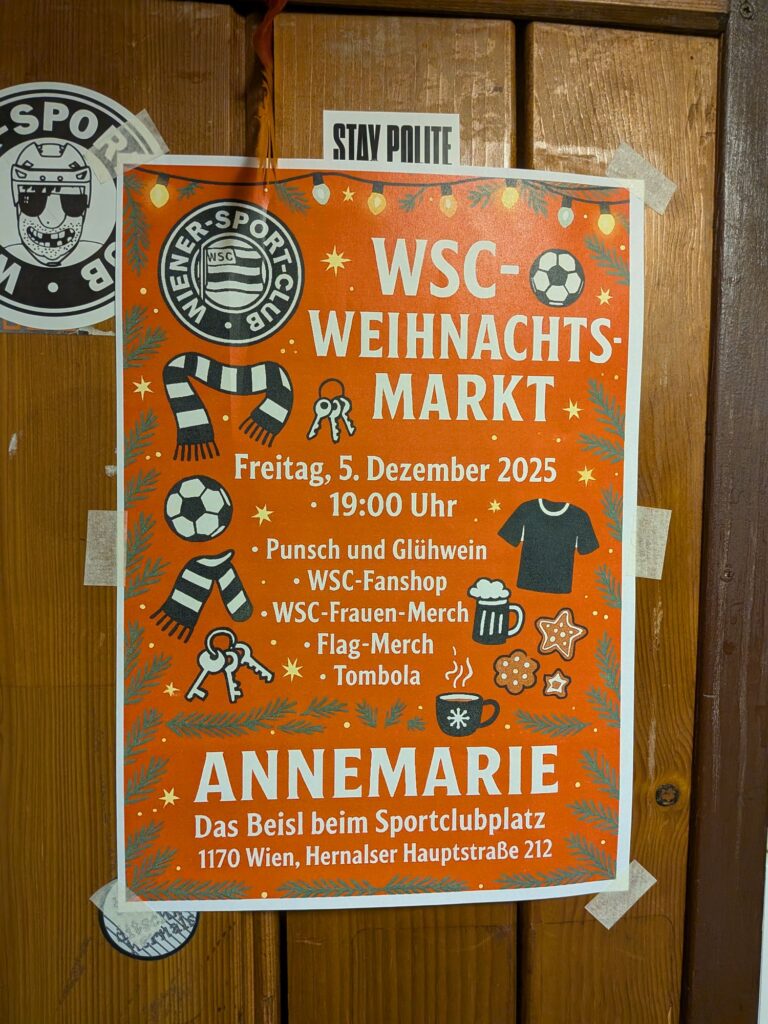 STAY POLITE
WIENER-SPORT-CLUB
WSC
WSC-
WEIHNACHTS-
MARKT
Freitag, 5. Dezember 2025
· 19:00 Uhr
· Punsch und Glühwein
· WSC-Fanshop
· WSC-Frauen-Merch
· Flag-Merch
· Tombola
ANNEMARIE
Das Beisl beim Sportclubplatz
1170 Wien, Hernalser Hauptstraße 212